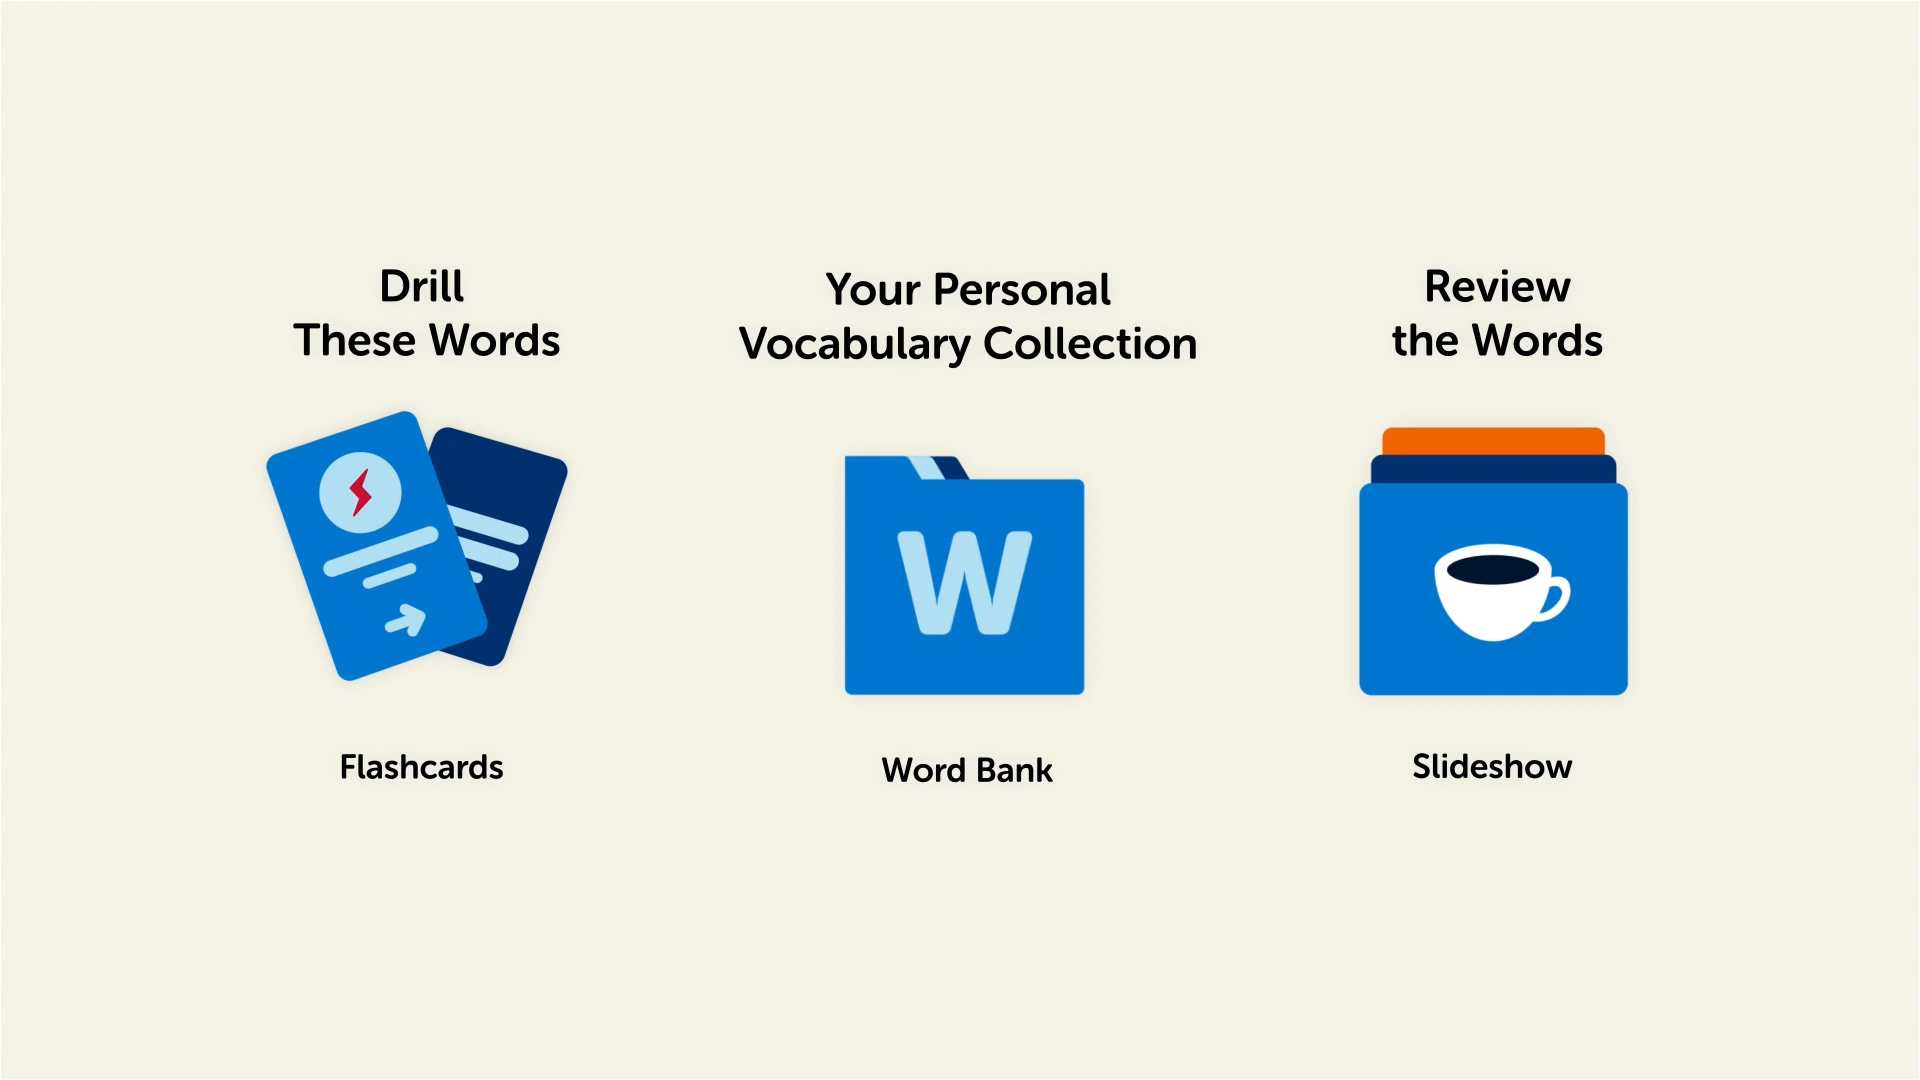 Drill
These Words
Your Personal
Vocabulary Collection
Review
the Words
W
Flashcards
Word Bank
Slideshow